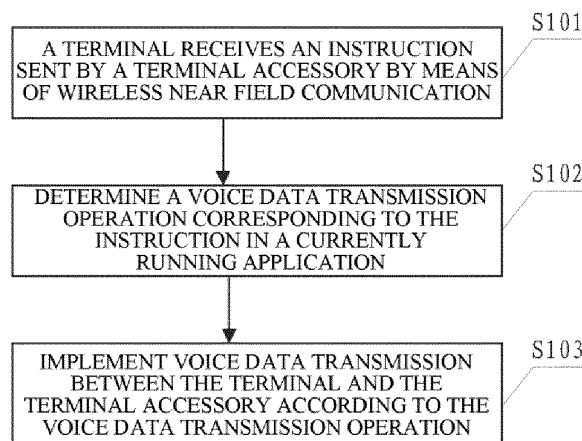 S101
A TERMINAL RECEIVES AN INSTRUCTION
SENT BY A TERMINAL ACCESSORY BY MEANS
OF WIRELESS NEAR FIELD COMMUNICATION
S102
DETERMINE A VOICE DATA TRANSMISSION
OPERATION CORRESPONDING TO THE
INSTRUCTION IN A CURRENTLY
RUNNING APPLICATION
S103
IMPLEMENT VOICE DATA TRANSMISSION
BETWEEN THE TERMINAL AND THE
TERMINAL ACCESSORY ACCORDING TO THE
VOICE DATA TRANSMISSION OPERATION